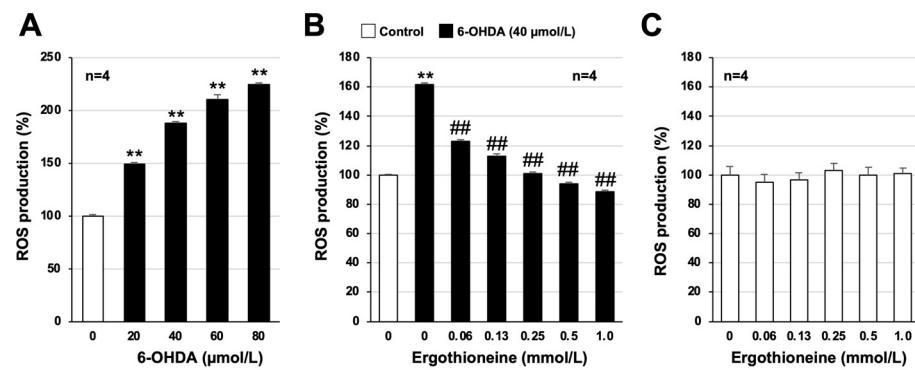 A
n=4
ROS production (%)
250
200
150
100
50
0
**
**
**
**
0 20 40 60 80
6-OHDA (µmol/L)
B
Control 6-OHDA (40 µmol/L)
n=4
ROS production (%)
180
160
140
120
100
80
60
40
20
0
**
##
##
##
##
##
0 0 0.06 0.13 0.25 0.5 1.0
Ergothioneine (mmol/L)
C
n=4
ROS production (%)
180
160
140
120
100
80
60
40
20
0
0 0.06 0.13 0.25 0.5 1.0
Ergothioneine (mmol/L)